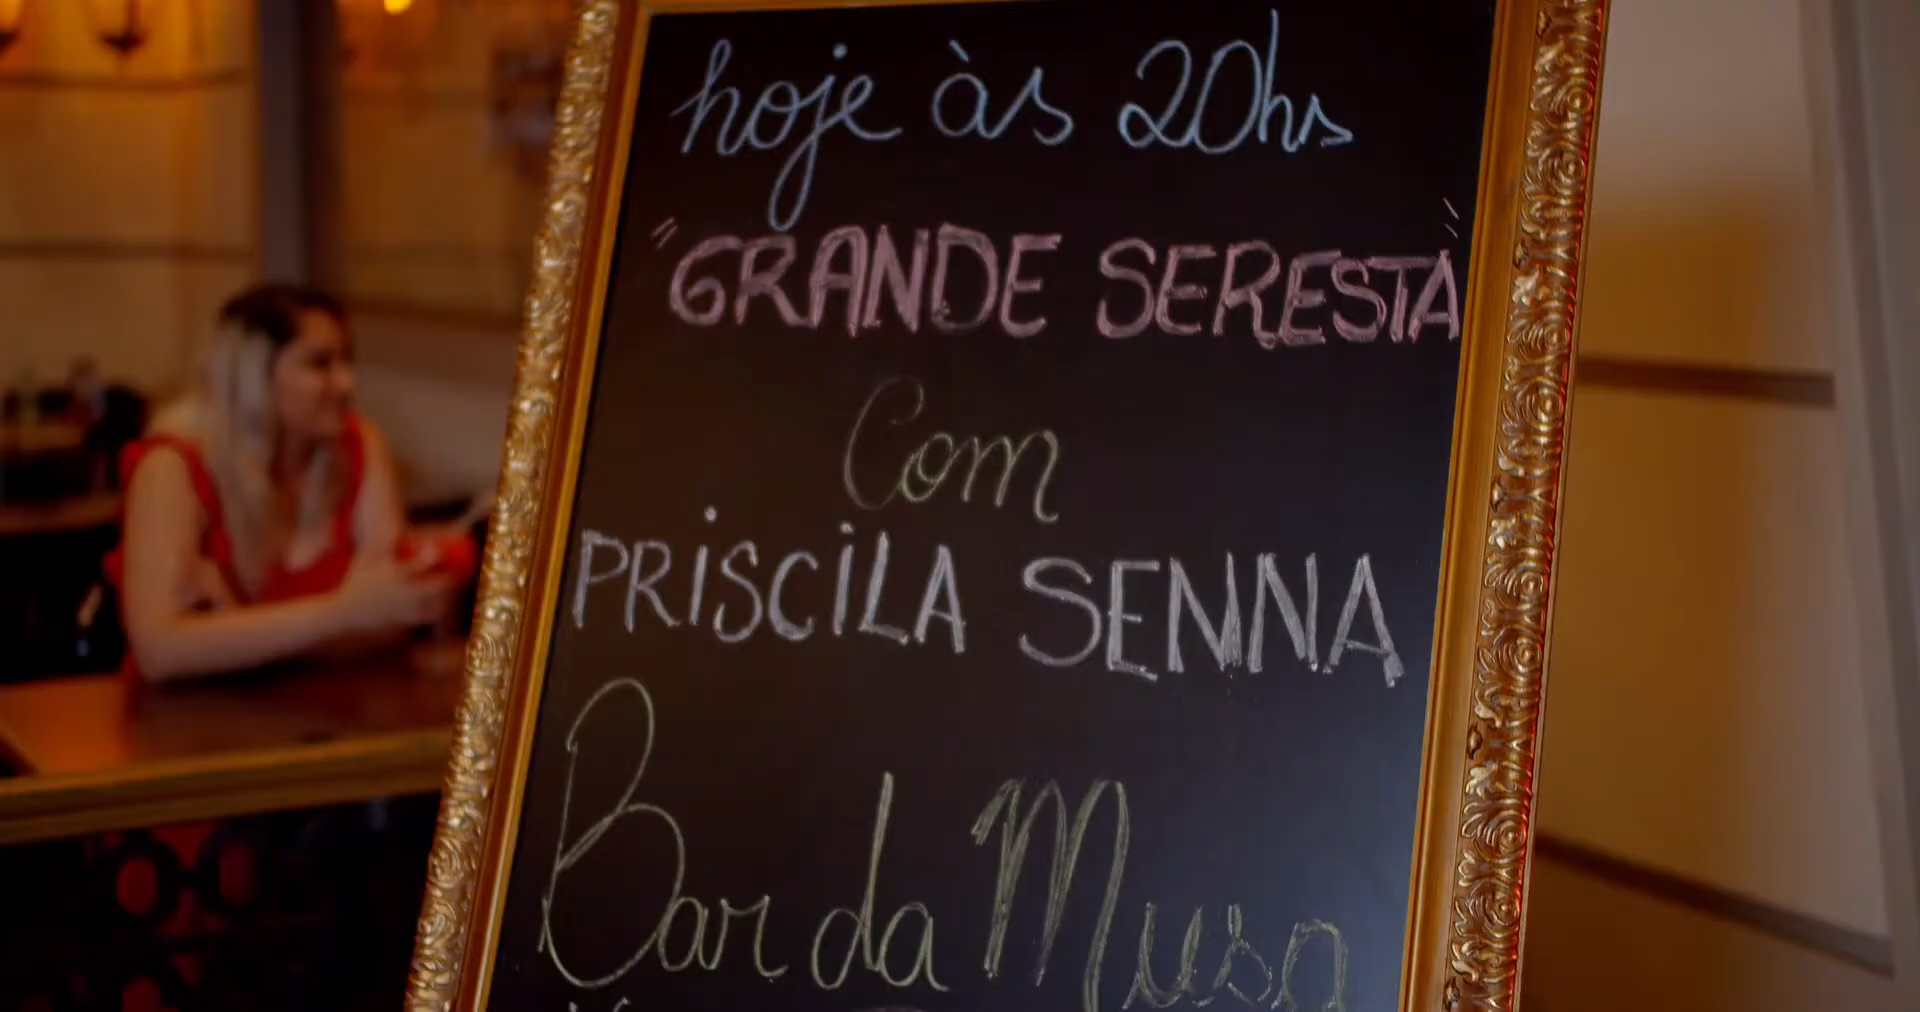 hoje às 20hs
"GRANDE SERESTA"
Com
PRISCILA SENNA
Bar da Musa